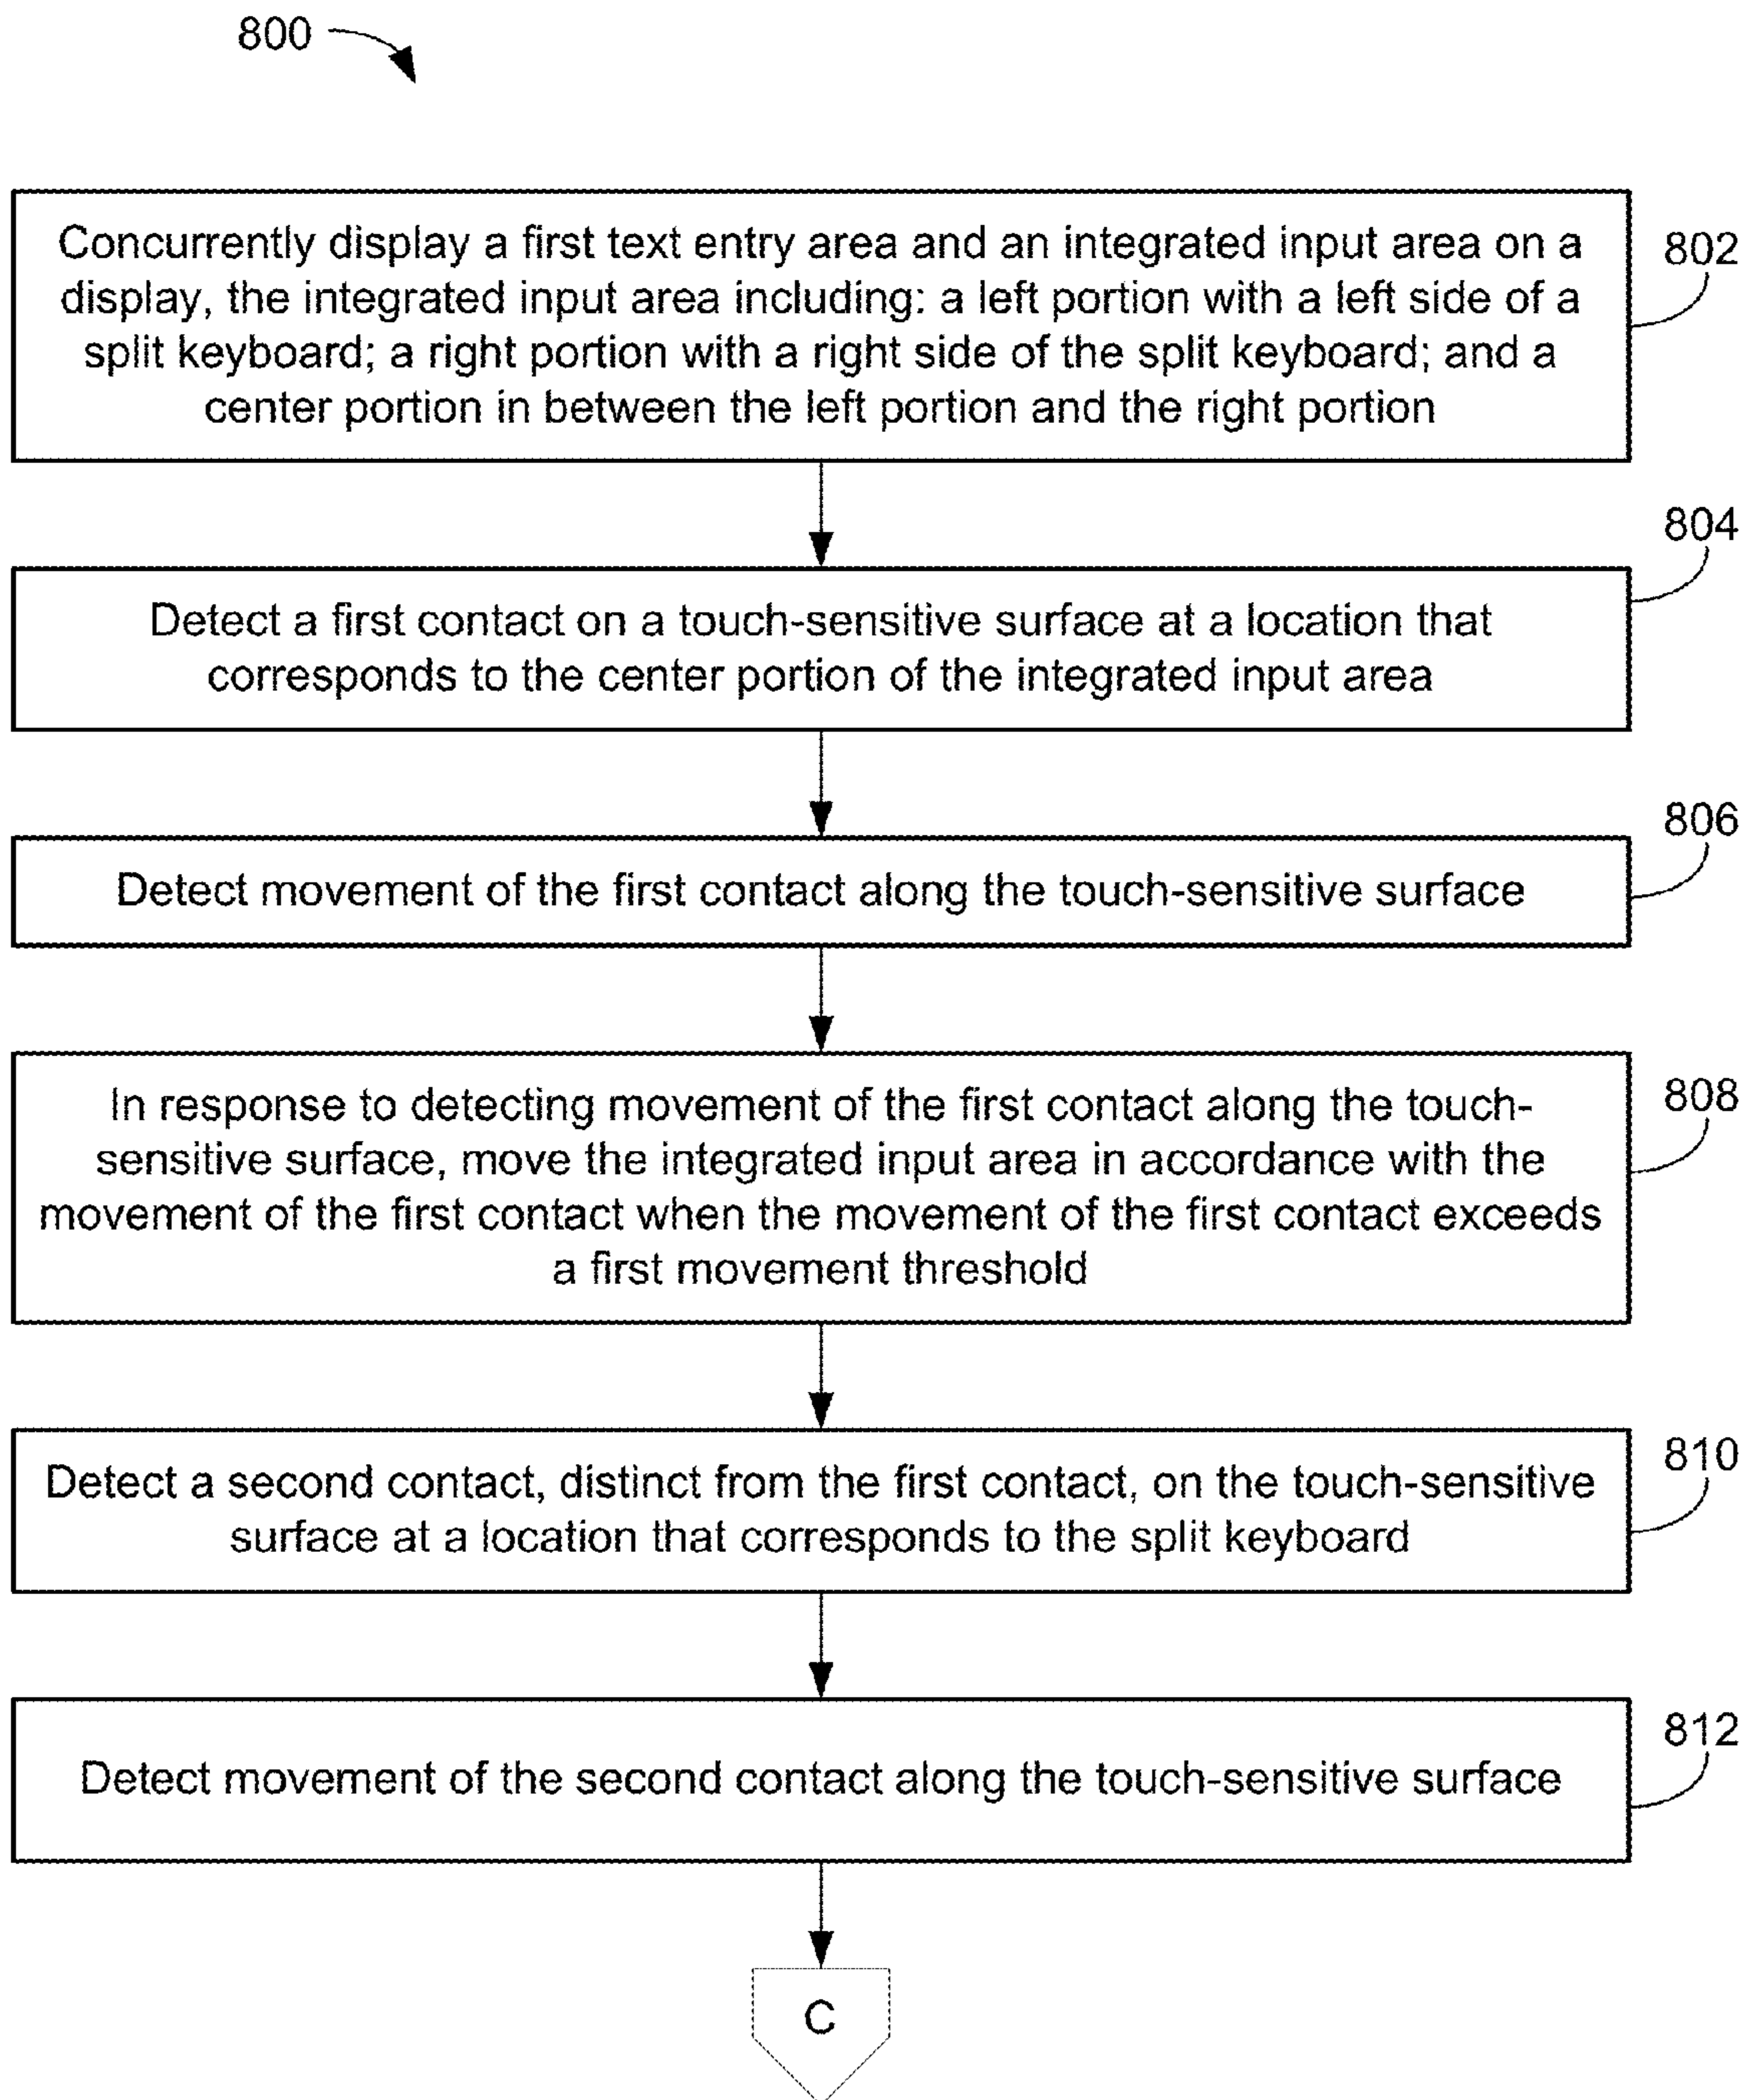 800
Concurrently display a first text entry area and an integrated input area on a
display, the integrated input area including: a left portion with a left side of a
split keyboard; a right portion with a right side of the split keyboard; and a
center portion in between the left portion and the right portion
802
804
Detect a first contact on a touch-sensitive surface at a location that
corresponds to the center portion of the integrated input area
806
Detect movement of the first contact along the touch-sensitive surface
In response to detecting movement of the first contact along the touch-
sensitive surface, move the integrated input area in accordance with the
movement of the first contact when the movement of the first contact exceeds
a first movement threshold
808
Detect a second contact, distinct from the first contact, on the touch-sensitive
surface at a location that corresponds to the split keyboard
810
812
Detect movement of the second contact along the touch-sensitive surface
C